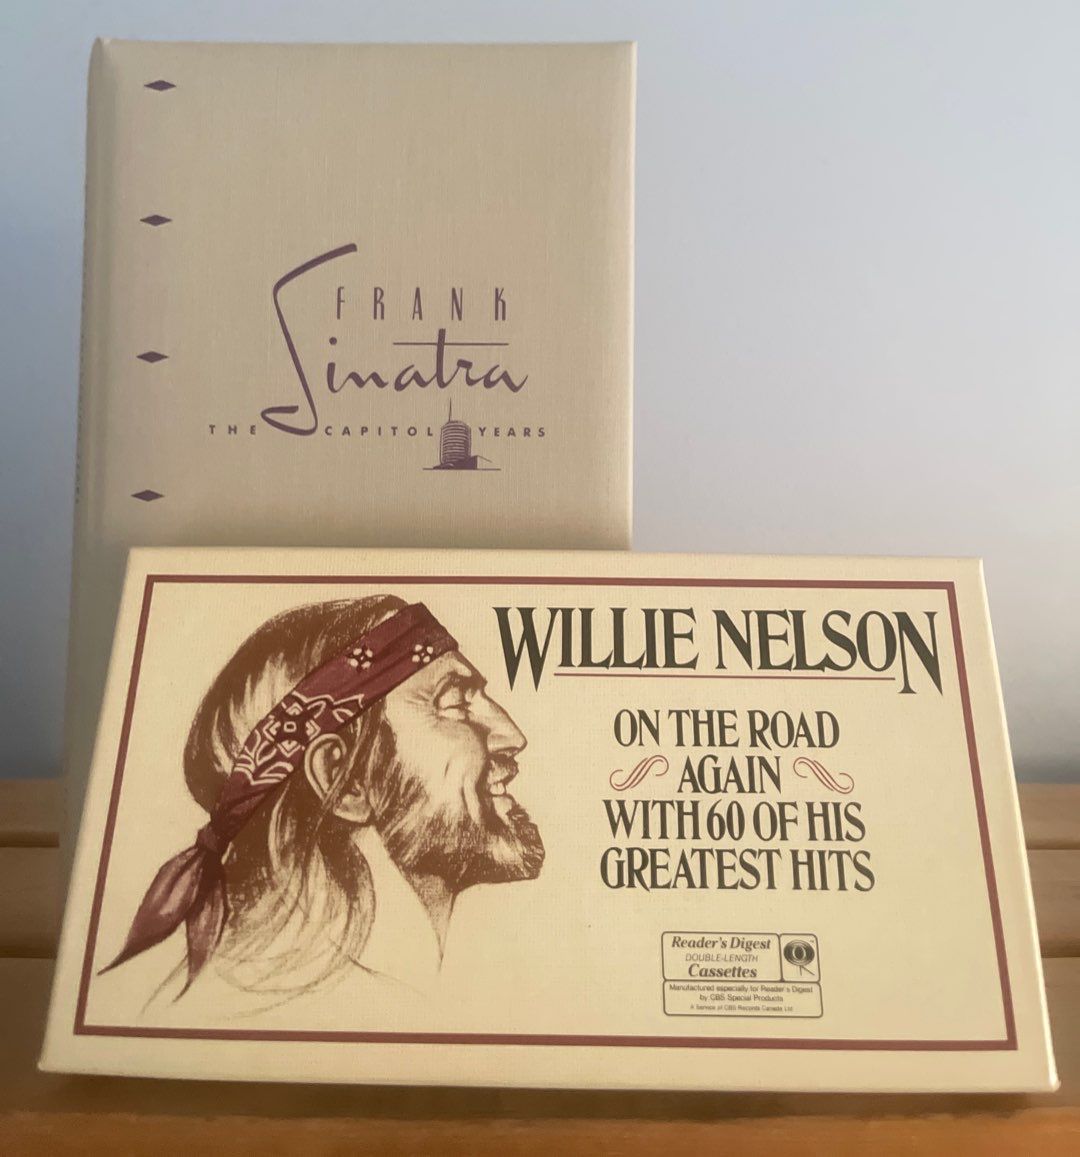 FRANK
Sinatra
THE CAPITOL YEARS
WILLIE NELSON
ON THE ROAD
AGAIN
WITH 60 OF HIS
GREATEST HITS
Reader's Digest
DOUBLE-LENGTH
Cassettes
Manufactured especially for Reader's Digest
by CBS Special Products
A Service of CBS Records Canada Ltd